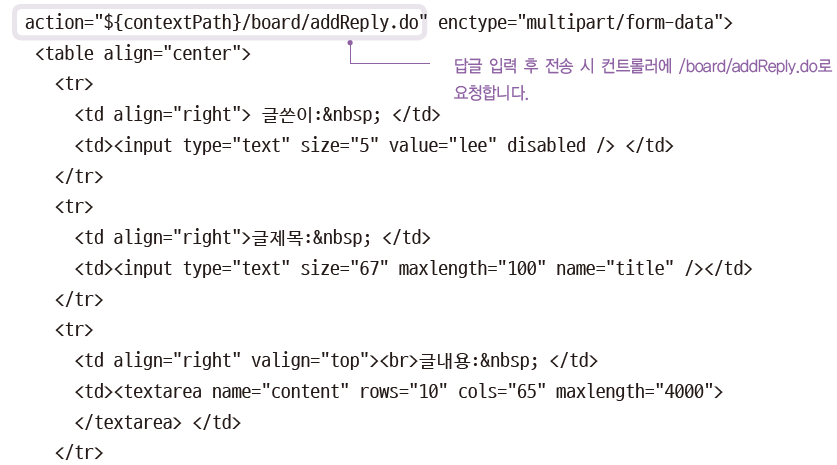 action="${contextPath}/board/addReply.do" enctype="multipart/form-data">
<table align="center">
답글 입력 후 전송 시 컨트롤러에 /board/addReply.do로
요청합니다.
<tr>
<td align="right"> 글쓴이:&nbsp; </td>
<td><input type="text" size="5" value="lee" disabled /> </td>
</tr>
<tr>
<td align="right">글제목:&nbsp; </td>
<td><input type="text" size="67" maxlength="100" name="title" /></td>
</tr>
<tr>
<td align="right" valign="top"><br>글내용:&nbsp; </td>
<td><textarea name="content" rows="10" cols="65" maxlength="4000">
</textarea> </td>
</tr>